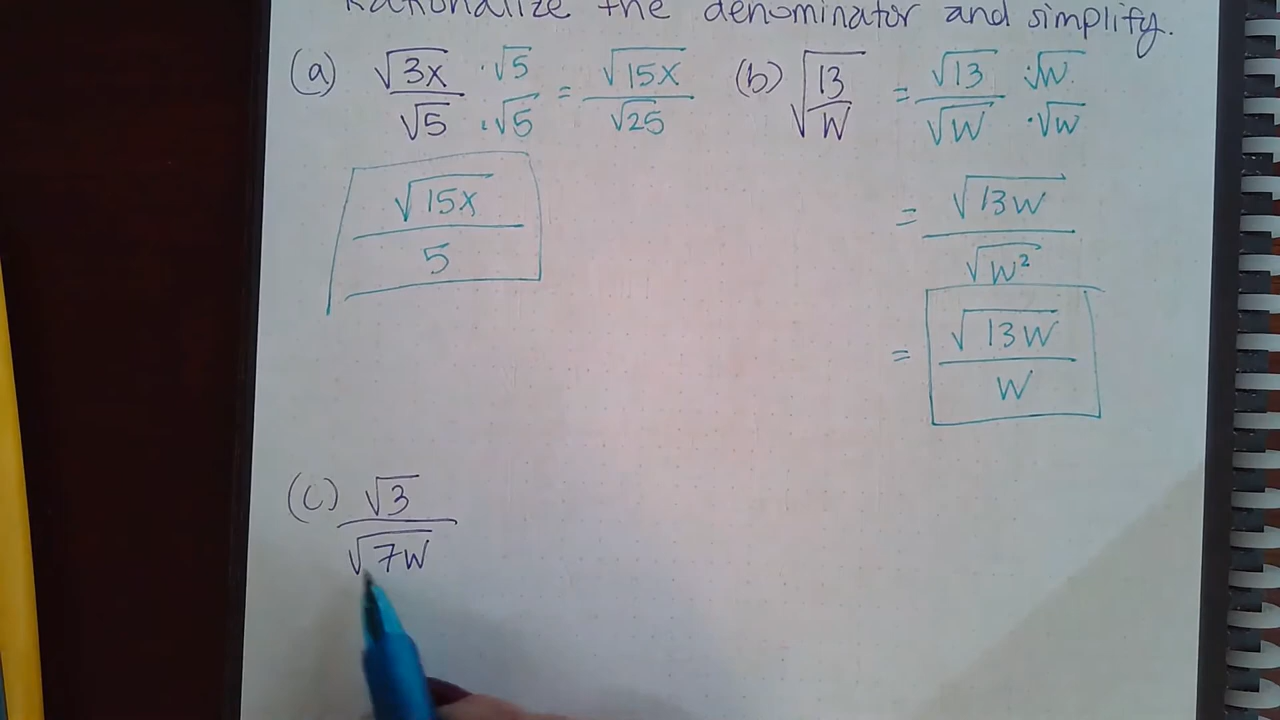 Rationalize the denominator and simplify.
(a) √3x/√5 ·√5/·√5 = √15x/√25
√15x/5
(b) √(13/W) = √13/√W ·√W/·√W
= √13W/√W²
= √13W/W
(c) √3/√7W